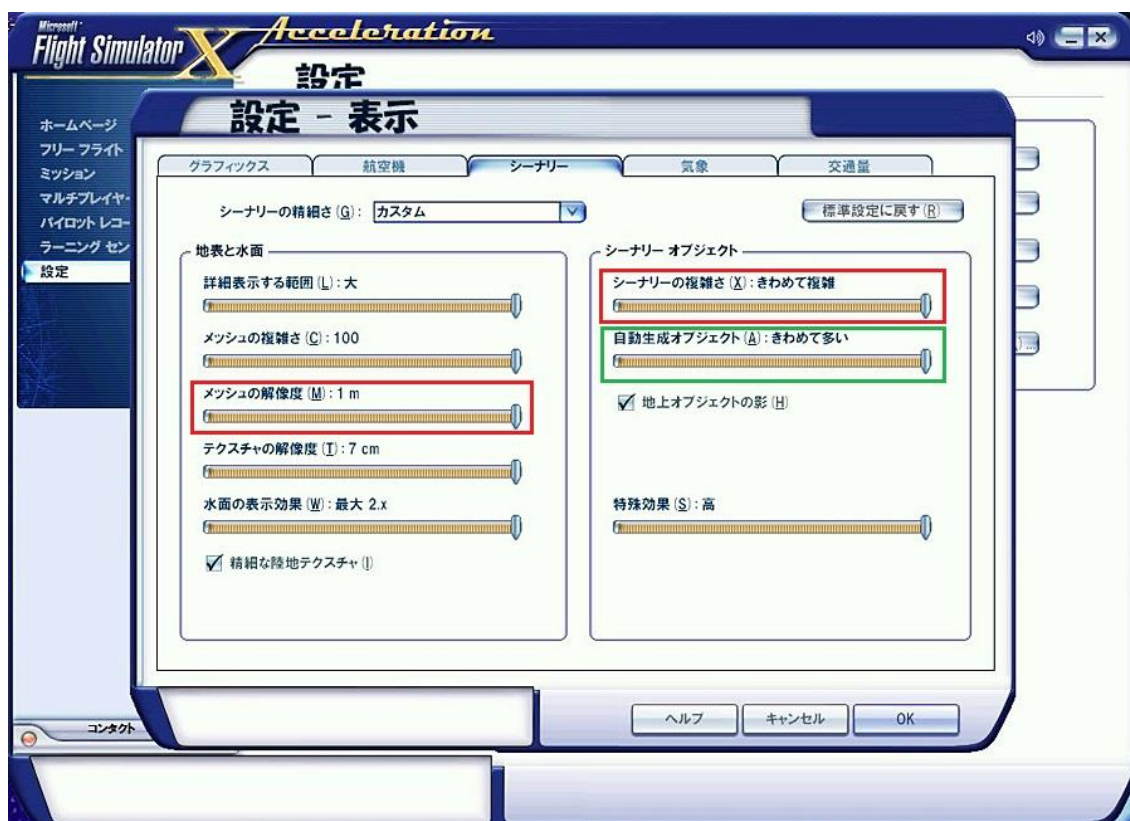 Microsoft
Flight Simulator X Acceleration
設定
ホームページ
フリー フライト
ミッション
マルチプレイヤー
パイロット レコー
ラーニング セン
設定
設定 - 表示
グラフィックス
航空機
シーナリー
気象
交通量
シーナリーの精細さ (G): カスタム
標準設定に戻す (R)
地表と水面
詳細表示する範囲 (L): 大
メッシュの複雑さ (C): 100
メッシュの解像度 (M): 1 m
テクスチャの解像度 (T): 7 cm
水面の表示効果 (W): 最大 2.x
精細な陸地テクスチャ (I)
シーナリー オブジェクト
シーナリーの複雑さ (X): きわめて複雑
自動生成オブジェクト (A): きわめて多い
地上オブジェクトの影 (H)
特殊効果 (S): 高
ヘルプ
キャンセル
OK
コンタクト